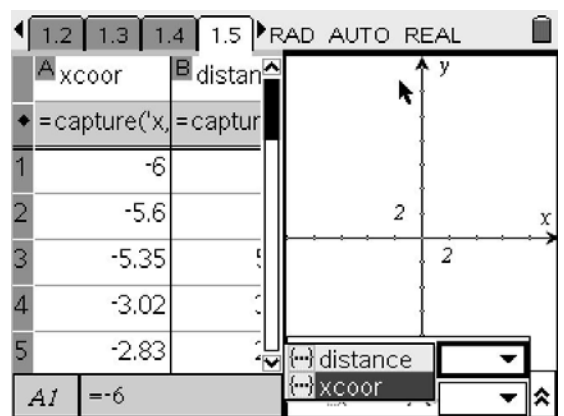 1.2 1.3 1.4 1.5 RAD AUTO REAL
A xcoor B distan
=capture('x, =captur
1 -6
2 -5.6
3 -5.35
4 -3.02
5 -2.83
A1 =-6
y
2 x
2
distance
xcoor